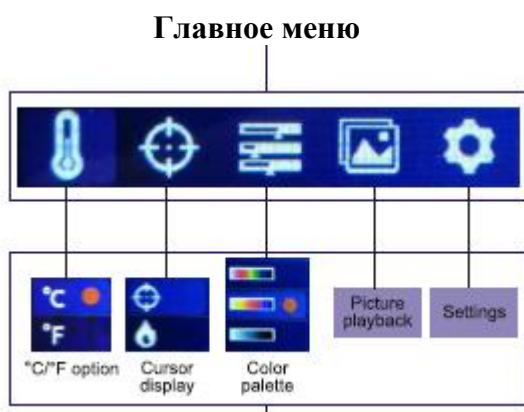 Главное меню
°C
°F
Picture
playback
Settings
°C/°F option
Cursor
display
Color
palette